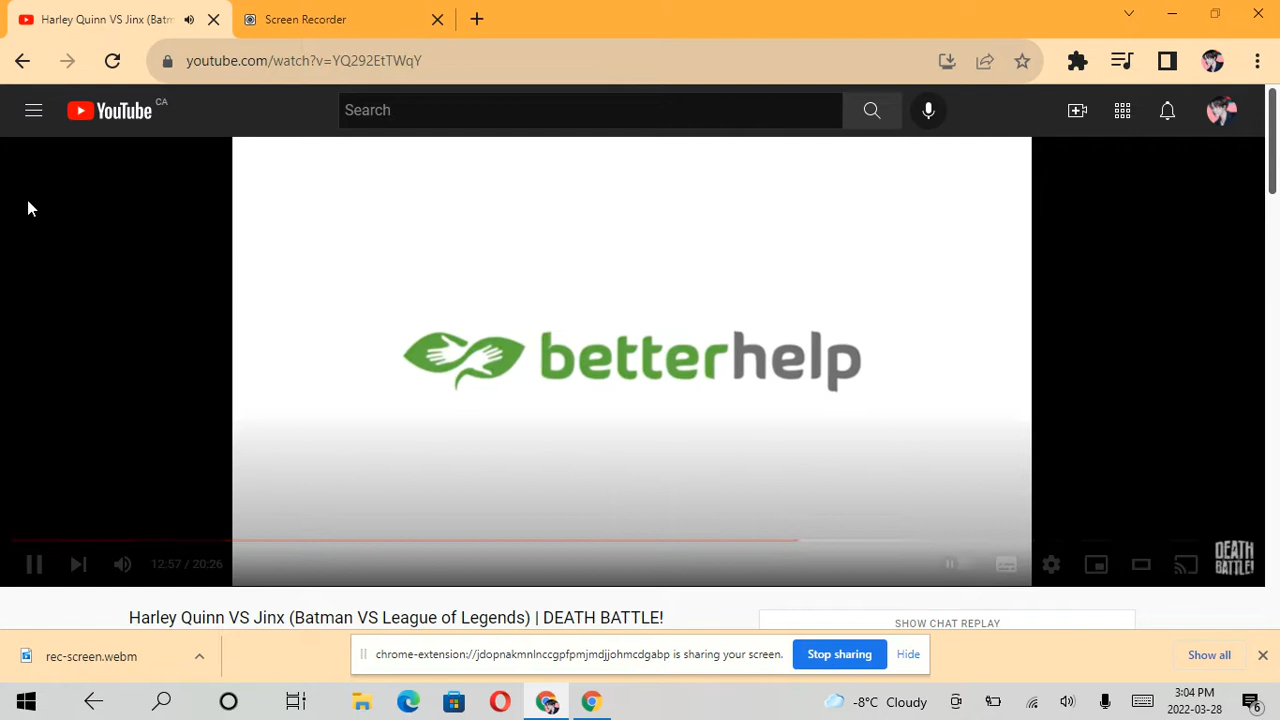 Harley Quinn VS Jinx (Batm
Screen Recorder
youtube.com/watch?v=YQ292EtTWqY
YouTube CA
Search
betterhelp
12:57 / 20:26
DEATH BATTLE!
Harley Quinn VS Jinx (Batman VS League of Legends) | DEATH BATTLE!
SHOW CHAT REPLAY
rec-screen.webm
chrome-extension://jdopnakmnlnccgpfpmjmdjjohmcdgabp is sharing your screen.
Stop sharing
Hide
Show all
-8°C Cloudy
3:04 PM
2022-03-28
6